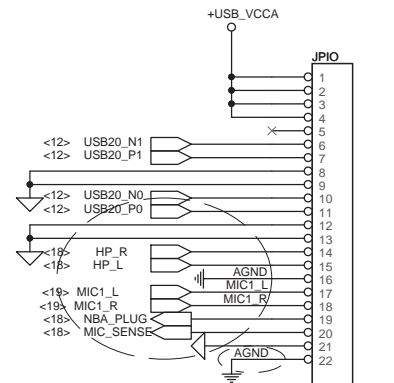 +USB_VCCA
JPIO
1
2
3
4
5
<12> USB20_N1 6
<12> USB20_P1 7
8
9
<12> USB20_N0 10
<12> USB20_P0 11
12
13
<18> HP_R 14
<18> HP_L 15
AGND 16
<19> MIC1_L MIC1_L 17
<19> MIC1_R MIC1_R 18
<18> NBA_PLUG 19
<18> MIC_SENSE 20
21
AGND 22